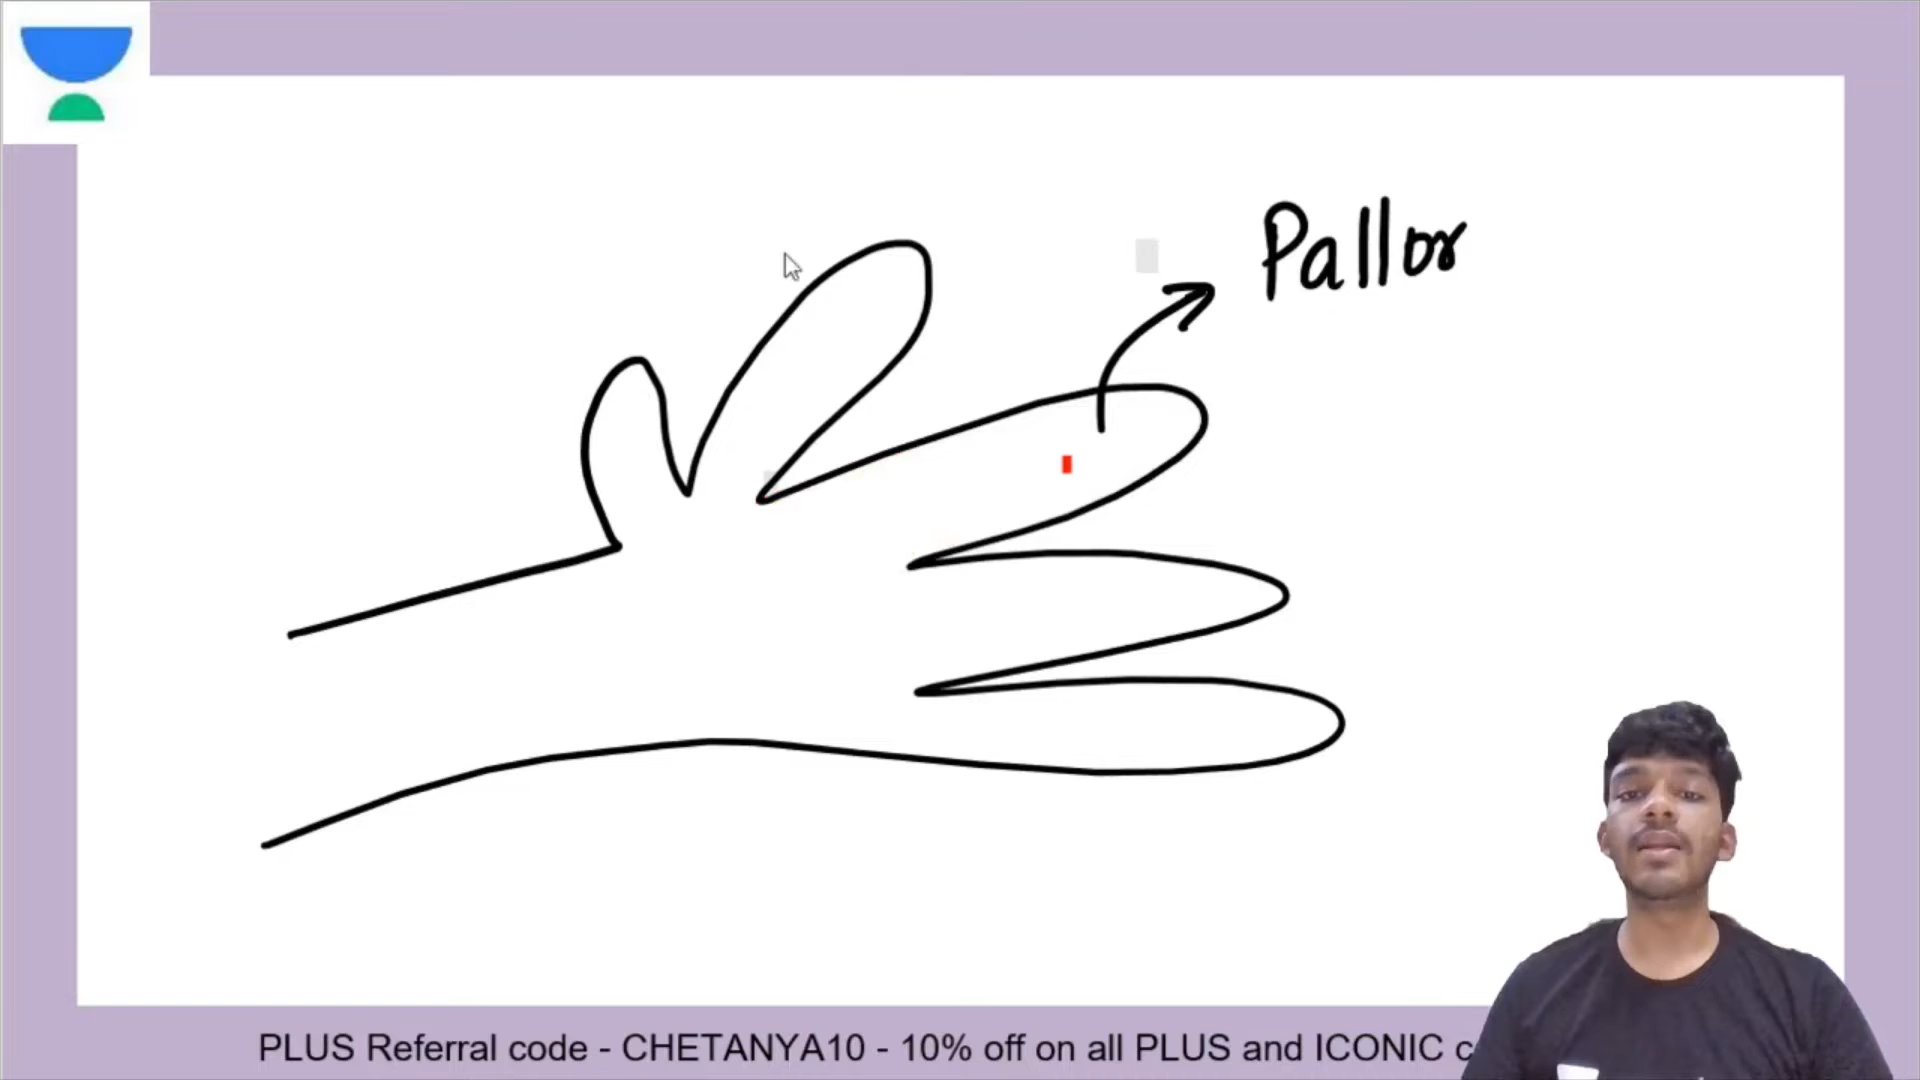 Pallor
PLUS Referral code - CHETANYA10 - 10% off on all PLUS and ICONIC